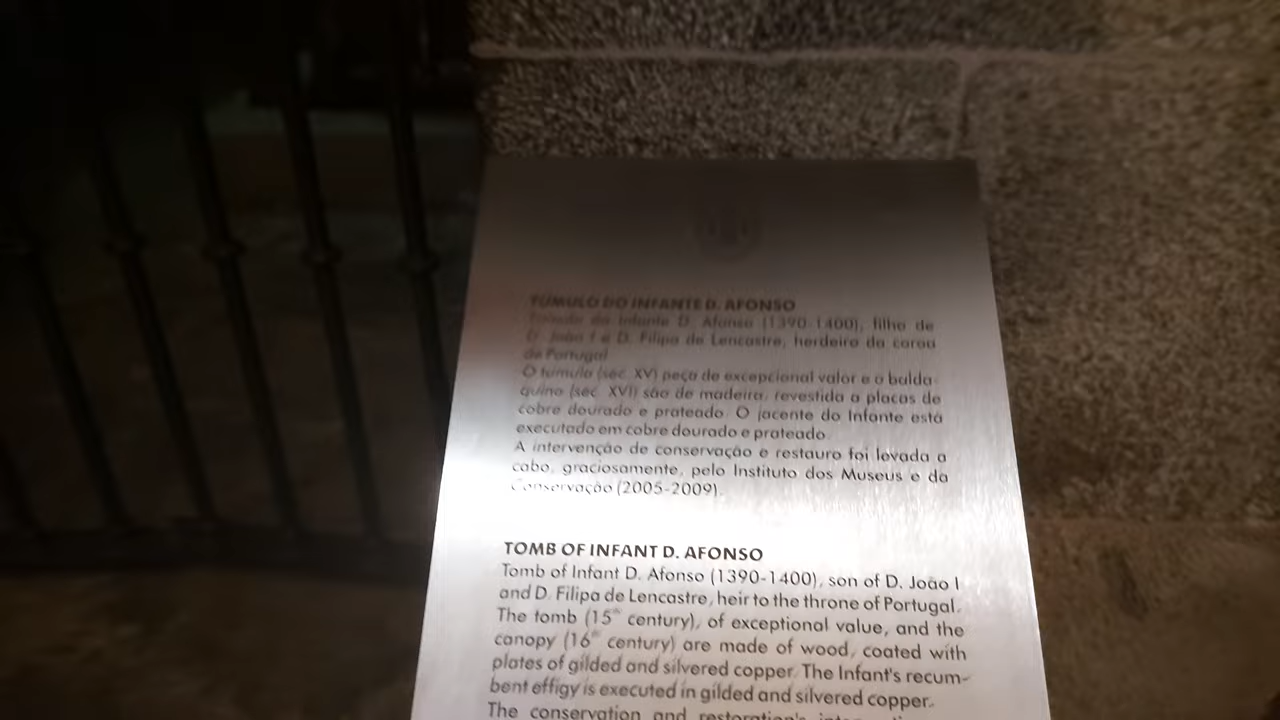 TÚMULO DO INFANTE D. AFONSO
Túmulo do Infante D. Afonso (1390-1400), filho de
D. João I e D. Filipa de Lencastre, herdeiro da coroa
de Portugal.
O túmulo (séc. XV) peça de excepcional valor e o balda-
quino (séc. XVI) são de madeira, revestida a placas de
cobre dourado e prateado. O jacente do Infante está
executado em cobre dourado e prateado.
A intervenção de conservação e restauro foi levada a
cabo, graciosamente, pelo Instituto dos Museus e da
Conservação (2005-2009).
TOMB OF INFANT D. AFONSO
Tomb of Infant D. Afonso (1390-1400), son of D. João I
and D. Filipa de Lencastre, heir to the throne of Portugal.
The tomb (15th century), of exceptional value, and the
canopy (16th century) are made of wood, coated with
plates of gilded and silvered copper. The Infant's recum-
bent effigy is executed in gilded and silvered copper.
The conservation and restoration's